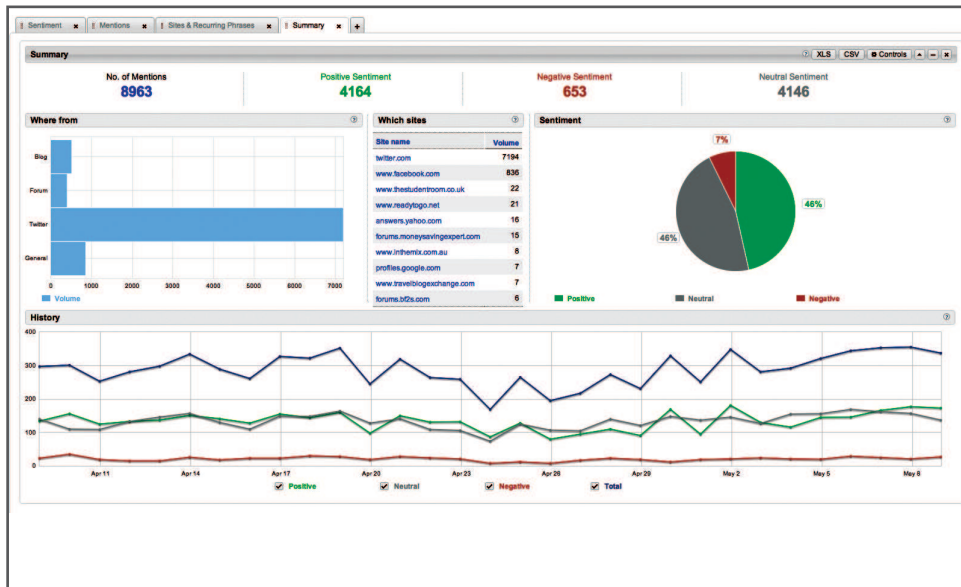 Sentiment x Mentions x Sites & Recurring Phrases x Summary x +
Summary ? XLS CSV Controls
No. of Mentions Positive Sentiment Negative Sentiment Neutral Sentiment
8963 4164 653 4146
Where from ? Which sites ? Sentiment ?
Blog
Forum
Twitter
General
0 1000 2000 3000 4000 5000 6000 7000
Volume
Site name Volume
twitter.com 7194
www.facebook.com 836
www.thestudentroom.co.uk 22
www.readytogo.net 21
answers.yahoo.com 16
forums.moneysavingexpert.com 15
www.inthemix.com.au 8
profiles.google.com 7
www.travelblogexchange.com 7
forums.bf2s.com 6
7%
46%
46%
Positive Neutral Negative
History ?
400
300
200
100
0
Apr 11 Apr 14 Apr 17 Apr 20 Apr 23 Apr 26 Apr 29 May 2 May 5 May 8
Positive Neutral Negative Total